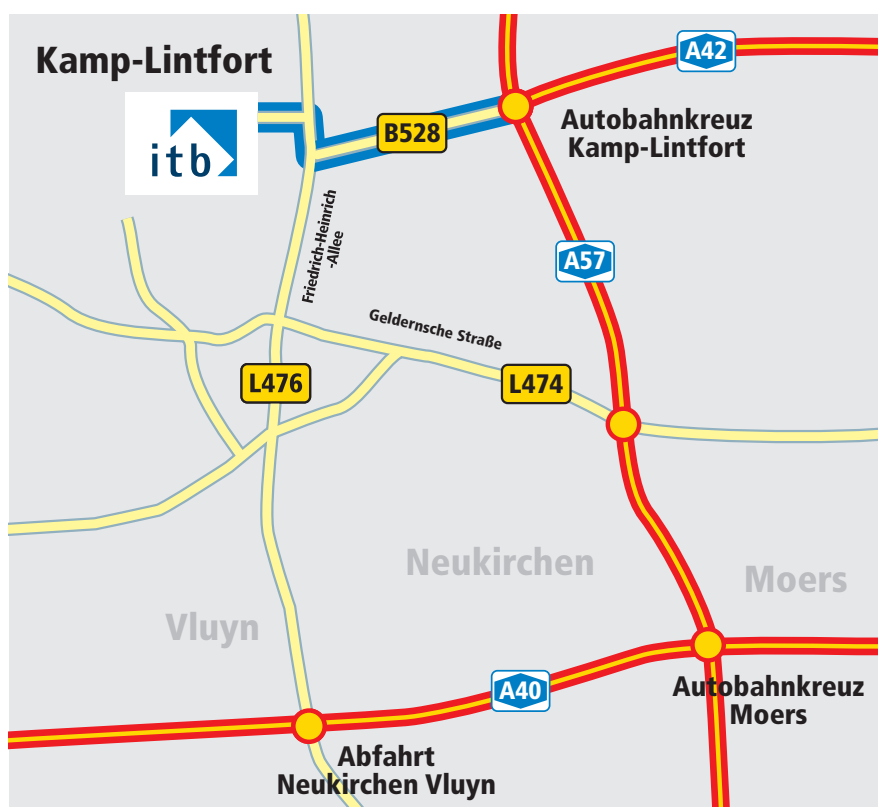 Kamp-Lintfort
A42
itb
B528
Autobahnkreuz
Kamp-Lintfort
Friedrich-Heinrich
-Allee
A57
Geldernsche Straße
L476
L474
Neukirchen
Moers
Vluyn
A40
Autobahnkreuz
Moers
Abfahrt
Neukirchen Vluyn